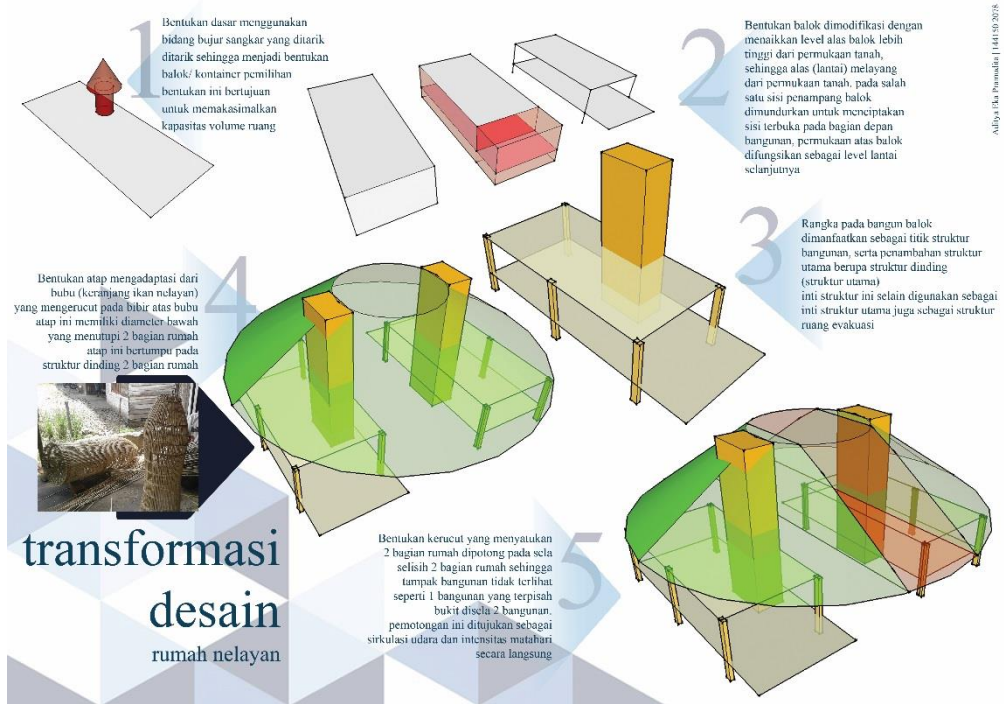 1
Bentukan dasar menggunakan
bidang bujur sangkar yang ditarik
ditarik sehingga menjadi bentukan
balok/ kontainer pemilihan
bentukan ini bertujuan
untuk memakasimalkan
kapasitas volume ruang
2
Bentukan balok dimodifikasi dengan
menaikkan level alas balok lebih
tinggi dari permukaan tanah,
sehingga alas (lantai) melayang
dari permukaan tanah. pada salah
satu sisi penampang balok
dimundurkan untuk menciptakan
sisi terbuka pada bagian depan
bangunan, permukaan atas balok
difungsikan sebagai level lantai
selanjutnya
3
Rangka pada bangun balok
dimanfaatkan sebagai titik struktur
bangunan, serta penambahan struktur
utama berupa struktur dinding
(struktur utama)
inti struktur ini selain digunakan sebagai
inti struktur utama juga sebagai struktur
ruang evakuasi
4
Bentukan atap mengadaptasi dari
bubu (keranjang ikan nelayan)
yang mengerucut pada bibir atas bubu
atap ini memiliki diameter bawah
yang menutupi 2 bagian rumah
atap ini bertumpu pada
struktur dinding 2 bagian rumah
5
Bentukan kerucut yang menyatukan
2 bagian rumah dipotong pada sela
selisih 2 bagian rumah sehingga
tampak bangunan tidak terlihat
seperti 1 bangunan yang terpisah
bukit disela 2 bangunan.
pemotongan ini ditujukan sebagai
sirkulasi udara dan intensitas matahari
secara langsung
transformasi
desain
rumah nelayan